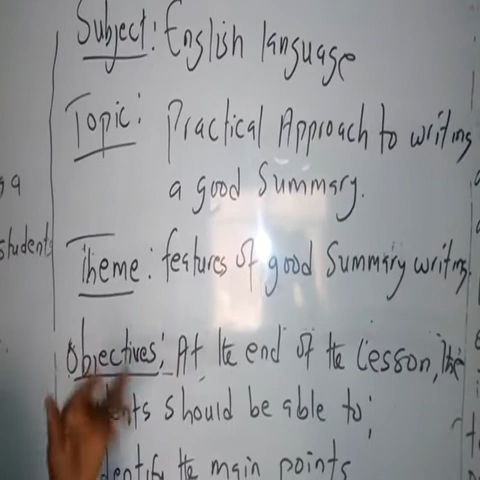 Subject: English language
Topic: Practical Approach to writing
a good Summary.
Theme: features of good Summary writing.
students
Objectives: At the end of the lesson, the
should be able to;
the main points